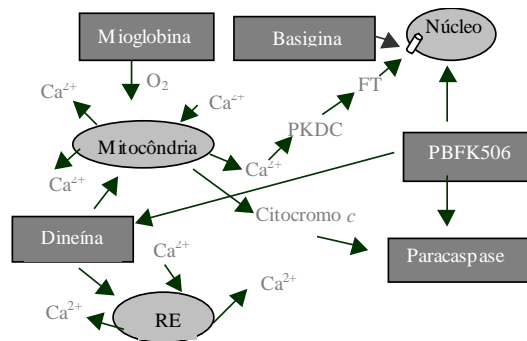 Mioglobina
Basigina
Núcleo
O₂
Ca²⁺
Ca²⁺
FT
PKDC
Mitocôndria
Ca²⁺
PBFK506
Ca²⁺
Citocromo c
Dineína
Ca²⁺
Paracaspase
Ca²⁺
Ca²⁺
RE